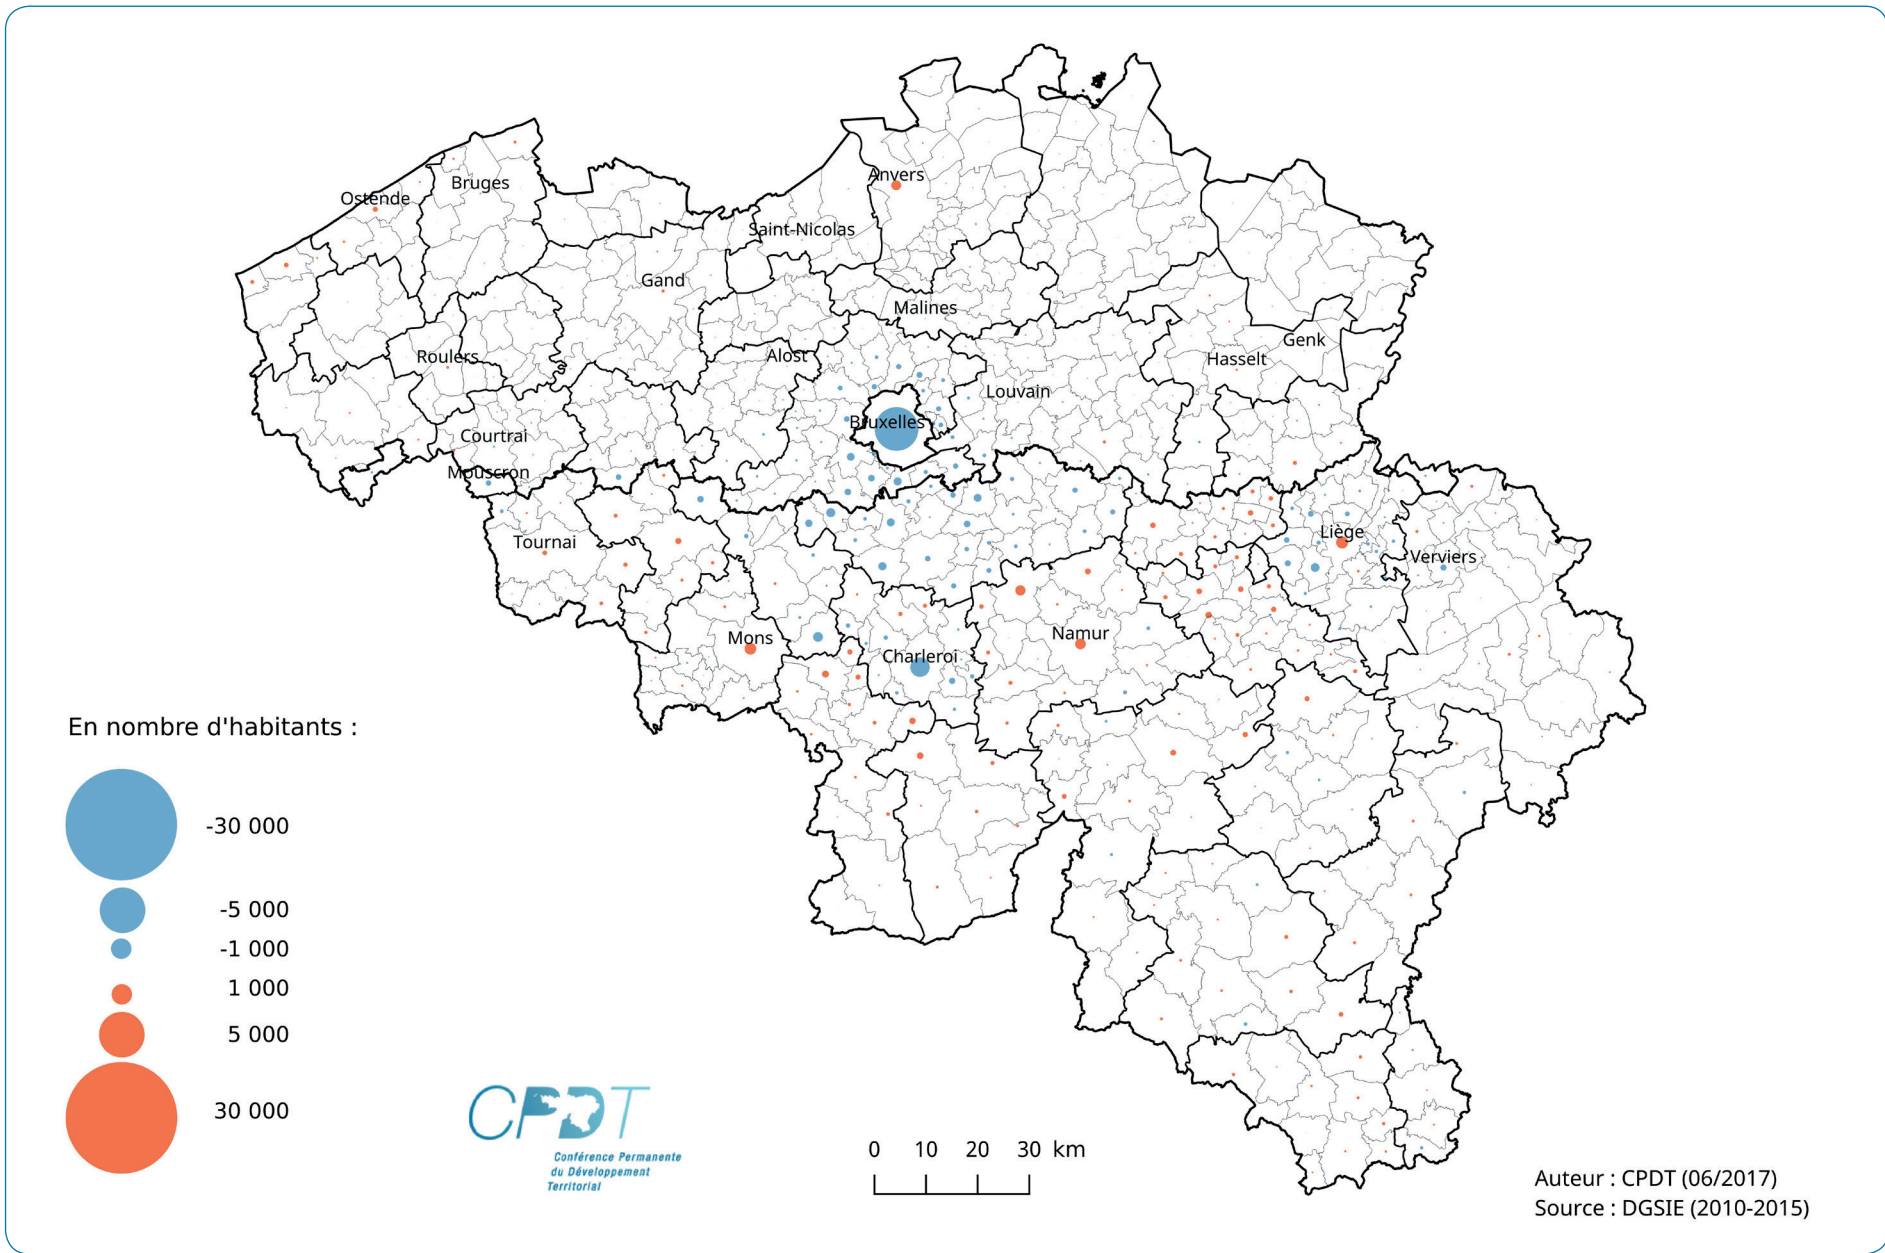 Ostende
Bruges
Anvers
Saint-Nicolas
Gand
Malines
Roulers
Alost
Genk
Hasselt
Louvain
Bruxelles
Courtrai
Mouscron
Tournai
Liège
Verviers
Mons
Namur
Charleroi
En nombre d'habitants :
-30 000
-5 000
-1 000
1 000
5 000
30 000
CPDT
Conférence Permanente
du Développement
Territorial
0 10 20 30 km
Auteur : CPDT (06/2017)
Source : DGSIE (2010-2015)